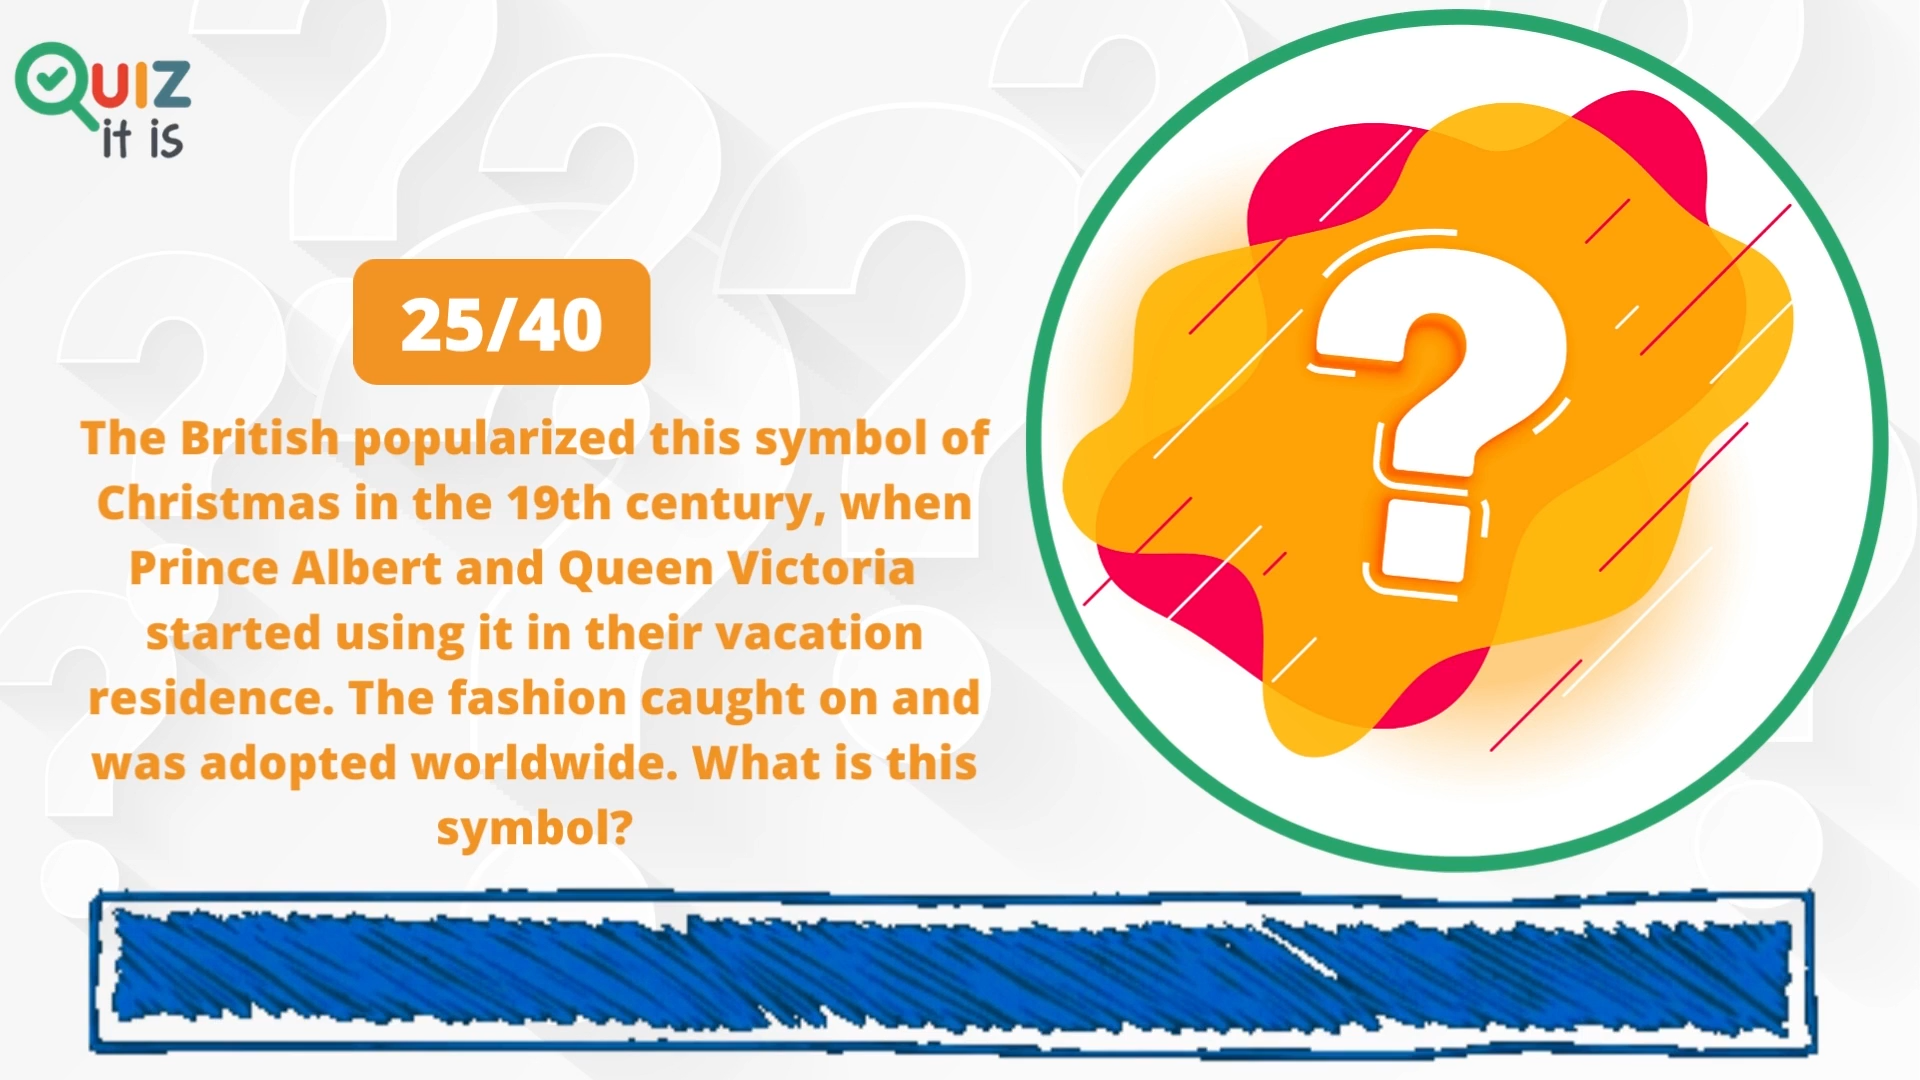 QUIZ
it is
25/40
The British popularized this symbol of
Christmas in the 19th century, when
Prince Albert and Queen Victoria
started using it in their vacation
residence. The fashion caught on and
was adopted worldwide. What is this
symbol?
?